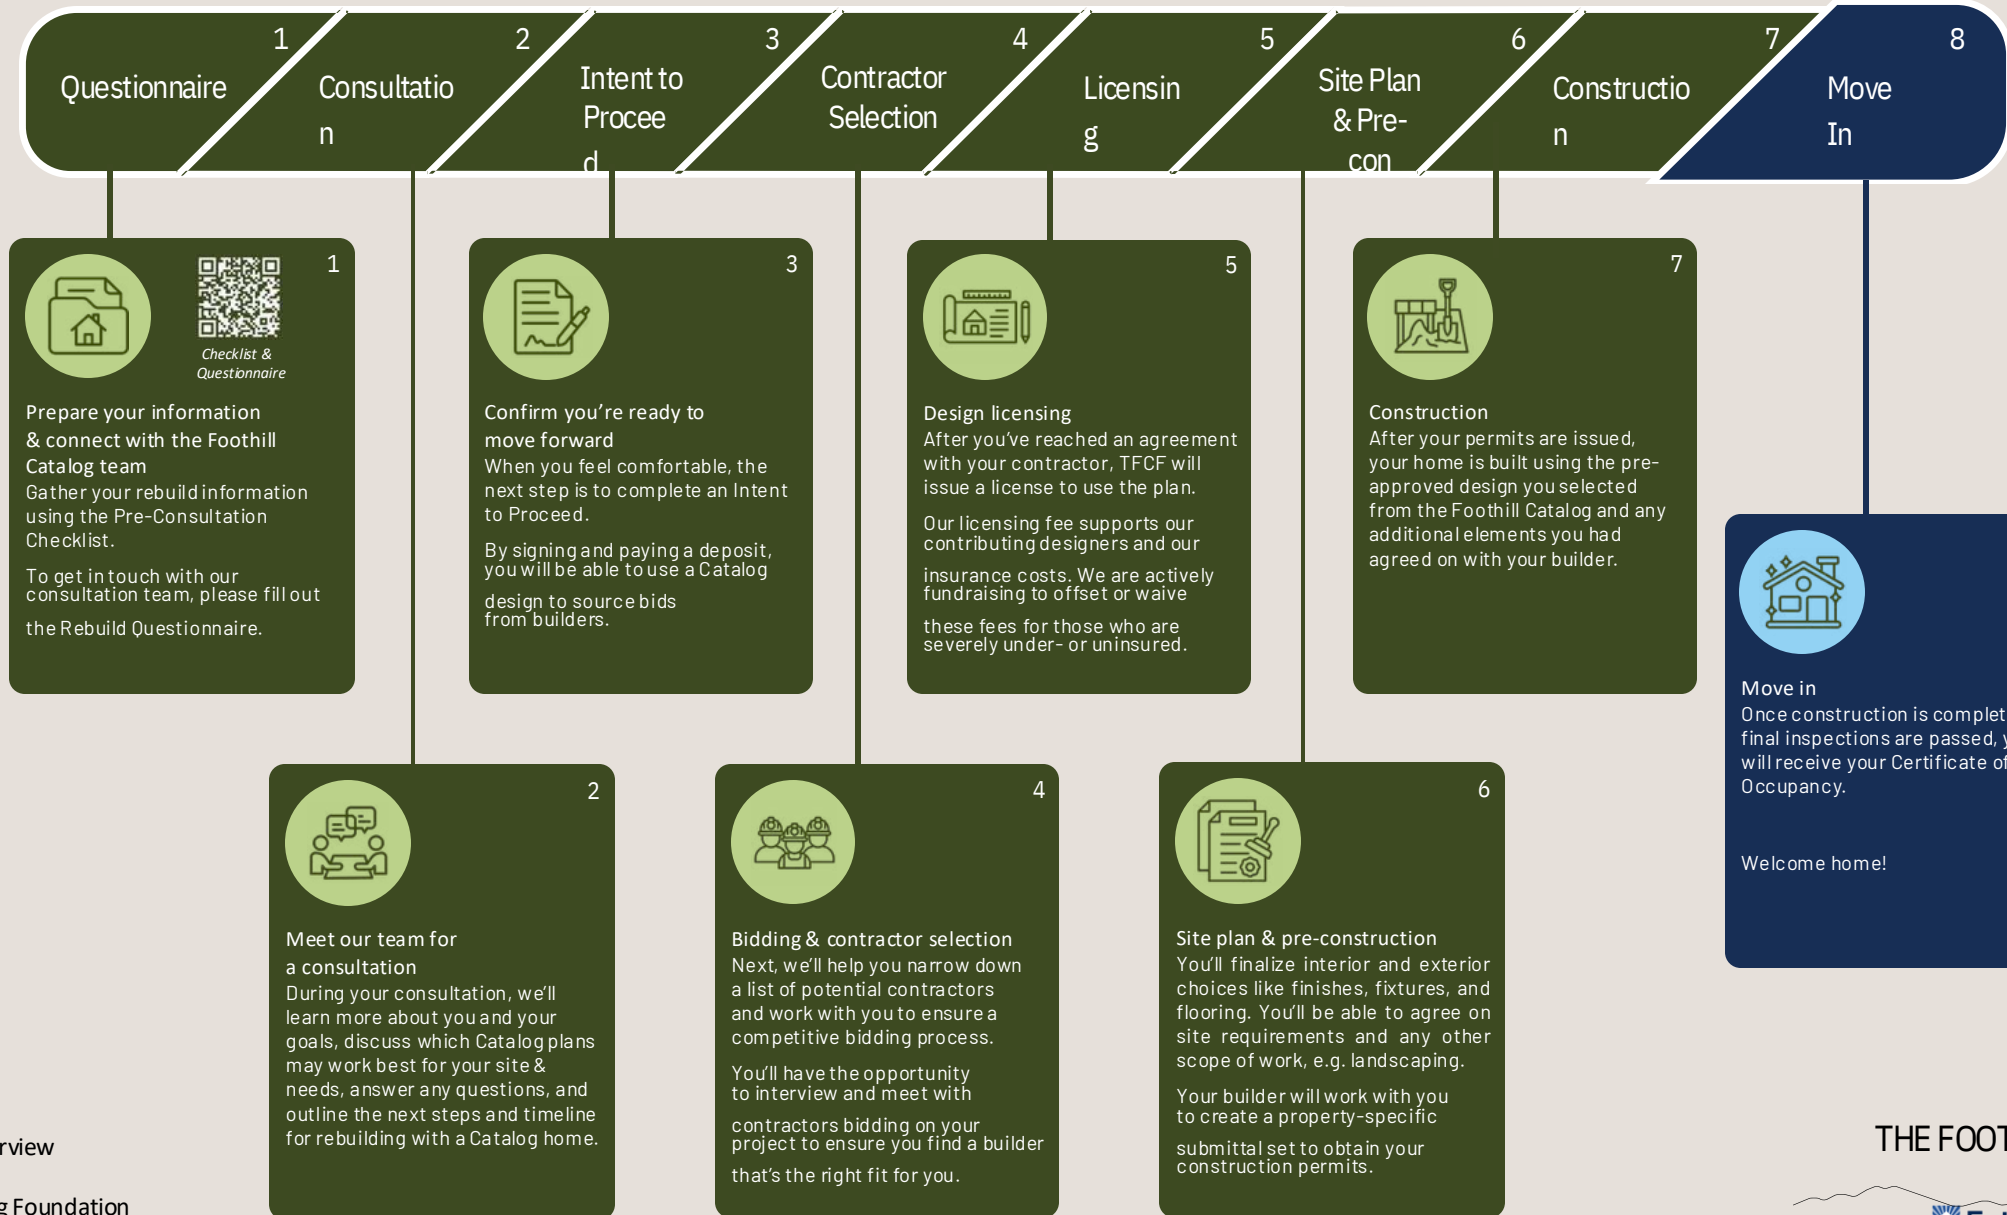 1
Questionnaire
2
Consultatio
n
3
Intent to
Procee
d
4
Contractor
Selection
5
Licensin
g
6
Site Plan
& Pre-
con
7
Constructio
n
8
Move
In
1
Checklist &
Questionnaire
Prepare your information
& connect with the Foothill
Catalog team
Gather your rebuild information
using the Pre-Consultation
Checklist.
To get in touch with our
consultation team, please fill out
the Rebuild Questionnaire.
3
Confirm you’re ready to
move forward
When you feel comfortable, the
next step is to complete an Intent
to Proceed.
By signing and paying a deposit,
you will be able to use a Catalog
design to source bids
from builders.
5
Design licensing
After you’ve reached an agreement
with your contractor, TFCF will
issue a license to use the plan.
Our licensing fee supports our
contributing designers and our
insurance costs. We are actively
fundraising to offset or waive
these fees for those who are
severely under- or uninsured.
7
Construction
After your permits are issued,
your home is built using the pre-
approved design you selected
from the Foothill Catalog and any
additional elements you had
agreed on with your builder.
Move in
Once construction is complet
final inspections are passed, y
will receive your Certificate of
Occupancy.
Welcome home!
2
Meet our team for
a consultation
During your consultation, we’ll
learn more about you and your
goals, discuss which Catalog plans
may work best for your site &
needs, answer any questions, and
outline the next steps and timeline
for rebuilding with a Catalog home.
4
Bidding & contractor selection
Next, we’ll help you narrow down
a list of potential contractors
and work with you to ensure a
competitive bidding process.
You’ll have the opportunity
to interview and meet with
contractors bidding on your
project to ensure you find a builder
that’s the right fit for you.
6
Site plan & pre-construction
You’ll finalize interior and exterior
choices like finishes, fixtures, and
flooring. You’ll be able to agree on
site requirements and any other
scope of work, e.g. landscaping.
Your builder will work with you
to create a property-specific
submittal set to obtain your
construction permits.
rview
g Foundation
THE FOOT